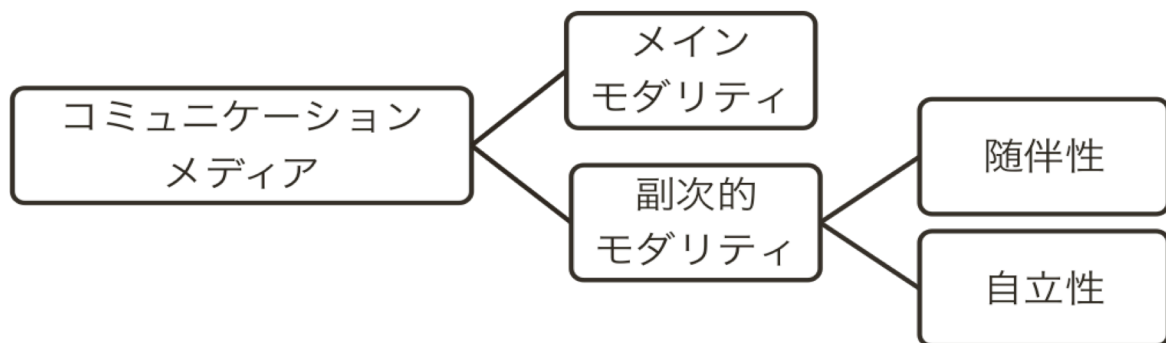 コミュニケーション
メディア
メイン
モダリティ
副次的
モダリティ
随伴性
自立性